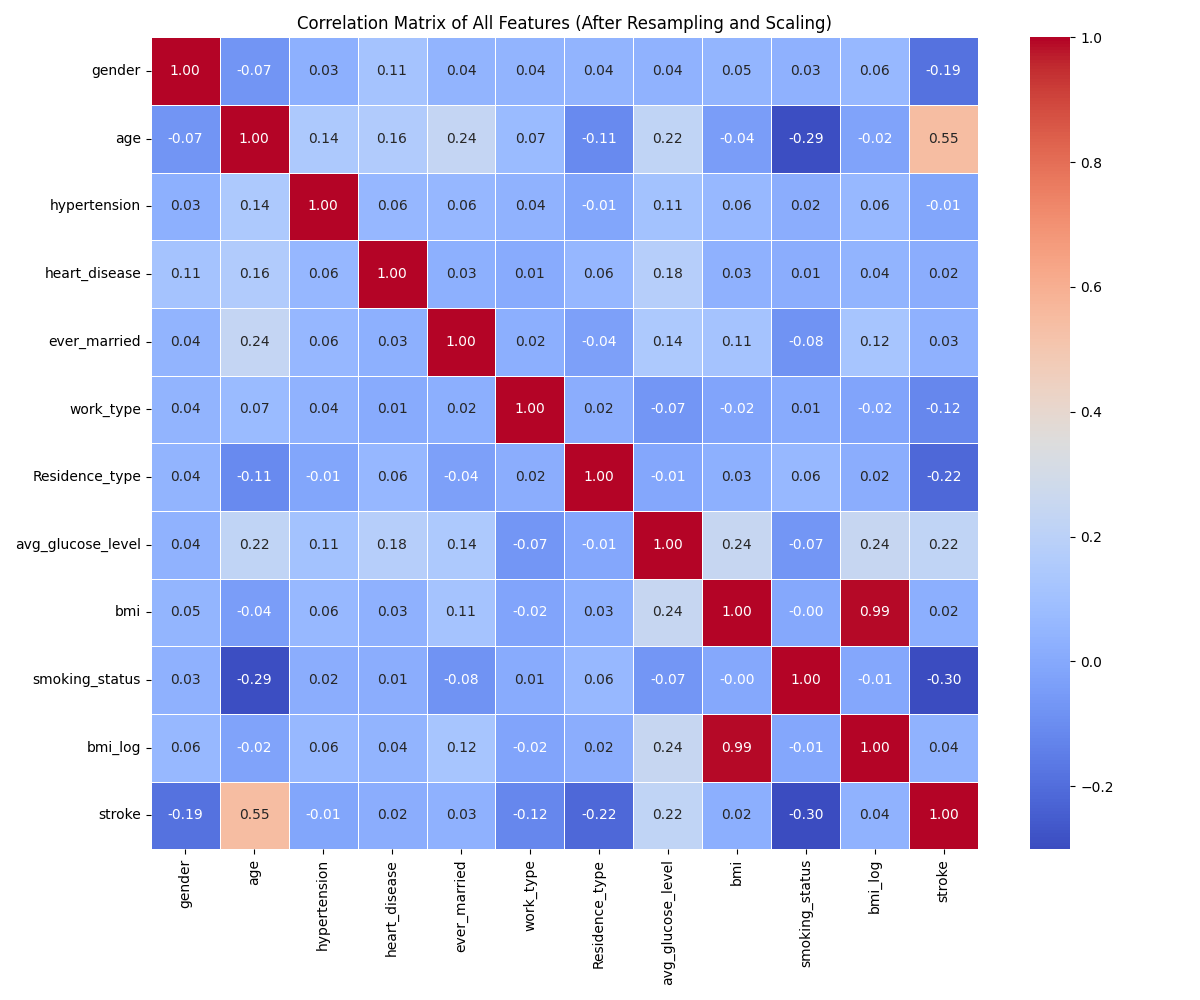 Correlation Matrix of All Features (After Resampling and Scaling)
gender 1.00 -0.07 0.03 0.11 0.04 0.04 0.04 0.04 0.05 0.03 0.06 -0.19
age -0.07 1.00 0.14 0.16 0.24 0.07 -0.11 0.22 -0.04 -0.29 -0.02 0.55
hypertension 0.03 0.14 1.00 0.06 0.06 0.04 -0.01 0.11 0.06 0.02 0.06 -0.01
heart_disease 0.11 0.16 0.06 1.00 0.03 0.01 0.06 0.18 0.03 0.01 0.04 0.02
ever_married 0.04 0.24 0.06 0.03 1.00 0.02 -0.04 0.14 0.11 -0.08 0.12 0.03
work_type 0.04 0.07 0.04 0.01 0.02 1.00 0.02 -0.07 -0.02 0.01 -0.02 -0.12
Residence_type 0.04 -0.11 -0.01 0.06 -0.04 0.02 1.00 -0.01 0.03 0.06 0.02 -0.22
avg_glucose_level 0.04 0.22 0.11 0.18 0.14 -0.07 -0.01 1.00 0.24 -0.07 0.24 0.22
bmi 0.05 -0.04 0.06 0.03 0.11 -0.02 0.03 0.24 1.00 -0.00 0.99 0.02
smoking_status 0.03 -0.29 0.02 0.01 -0.08 0.01 0.06 -0.07 -0.00 1.00 -0.01 -0.30
bmi_log 0.06 -0.02 0.06 0.04 0.12 -0.02 0.02 0.24 0.99 -0.01 1.00 0.04
stroke -0.19 0.55 -0.01 0.02 0.03 -0.12 -0.22 0.22 0.02 -0.30 0.04 1.00
gender age hypertension heart_disease ever_married work_type Residence_type avg_glucose_level bmi smoking_status bmi_log stroke
1.0
0.8
0.6
0.4
0.2
0.0
−0.2